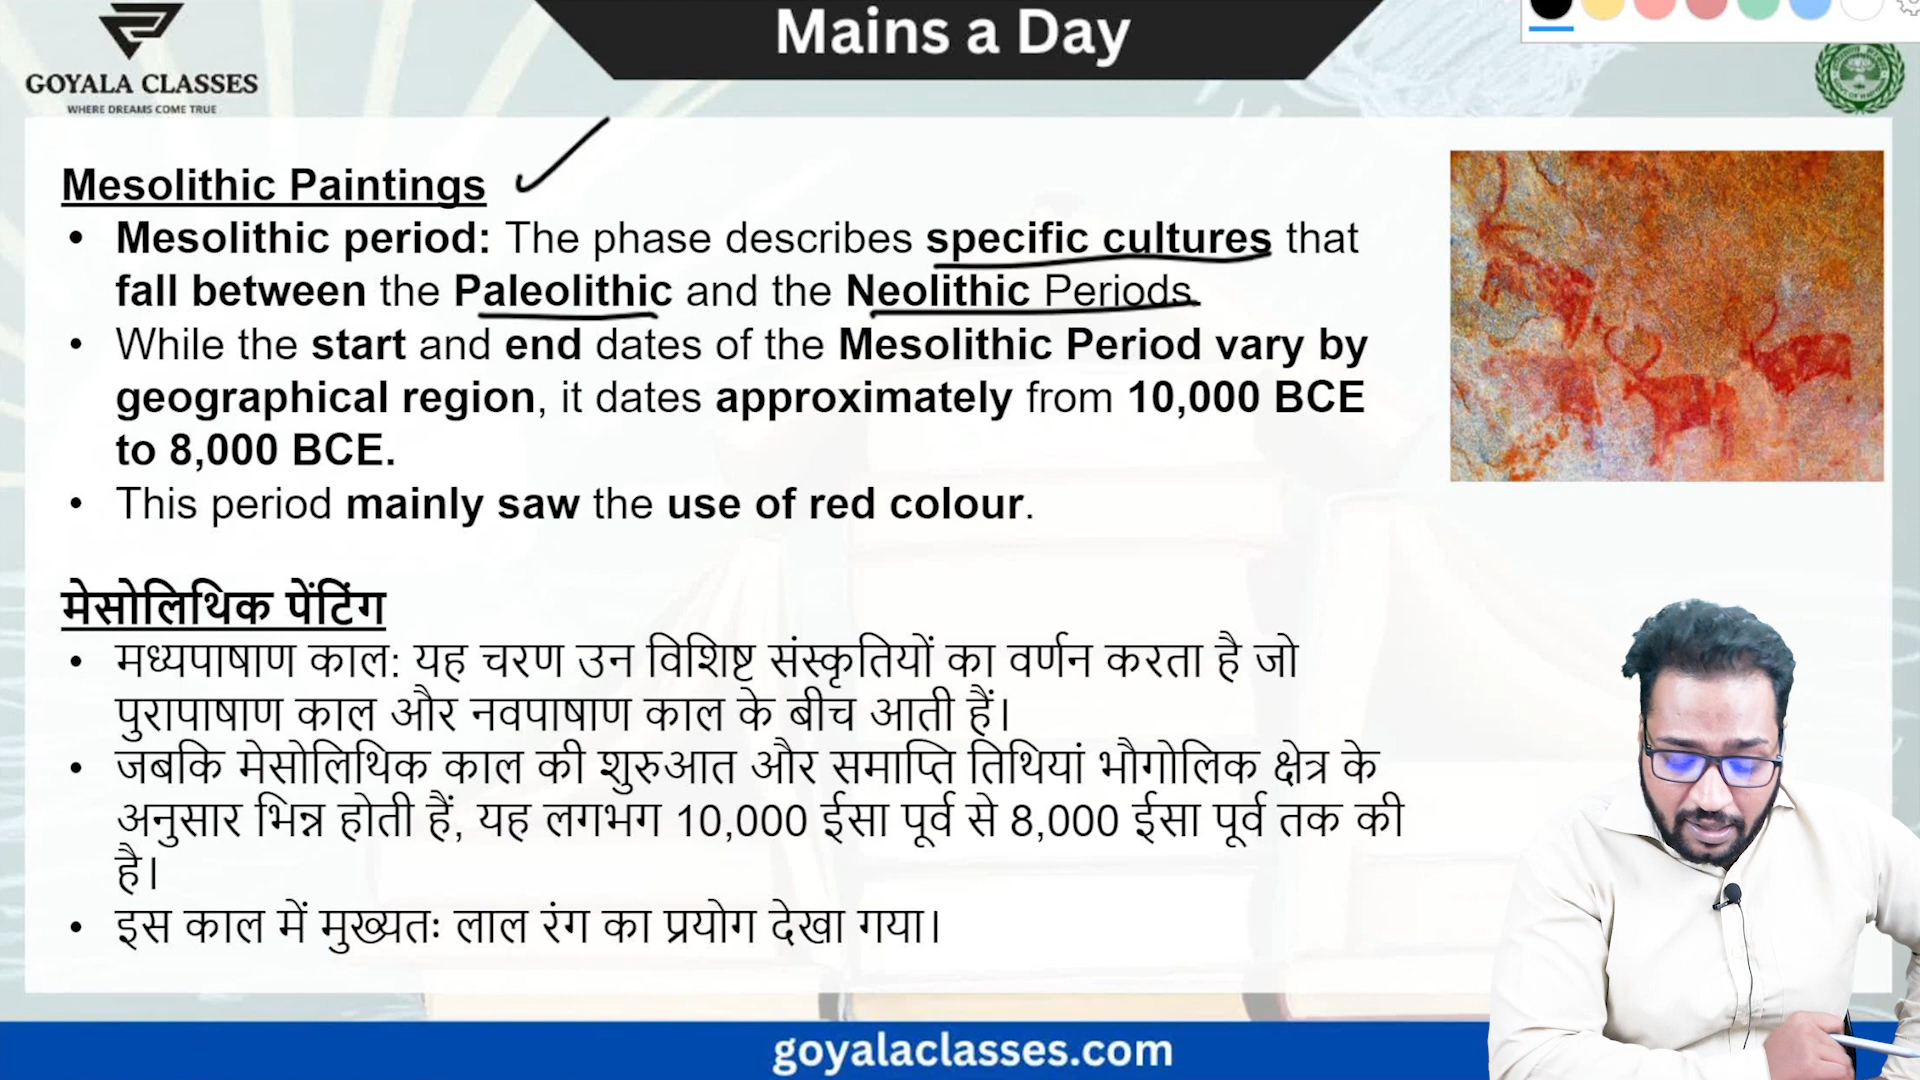 Mains a Day
GOYALA CLASSES
WHERE DREAMS COME TRUE
Mesolithic Paintings
• Mesolithic period: The phase describes specific cultures that
fall between the Paleolithic and the Neolithic Periods.
• While the start and end dates of the Mesolithic Period vary by
geographical region, it dates approximately from 10,000 BCE
to 8,000 BCE.
• This period mainly saw the use of red colour.
मेसोलिथिक पेंटिंग
• मध्यपाषाण काल: यह चरण उन विशिष्ट संस्कृतियों का वर्णन करता है जो
पुरापाषाण काल और नवपाषाण काल के बीच आती हैं।
• जबकि मेसोलिथिक काल की शुरुआत और समाप्ति तिथियां भौगोलिक क्षेत्र के
अनुसार भिन्न होती हैं, यह लगभग 10,000 ईसा पूर्व से 8,000 ईसा पूर्व तक की
है।
• इस काल में मुख्यतः लाल रंग का प्रयोग देखा गया।
goyalaclasses.com